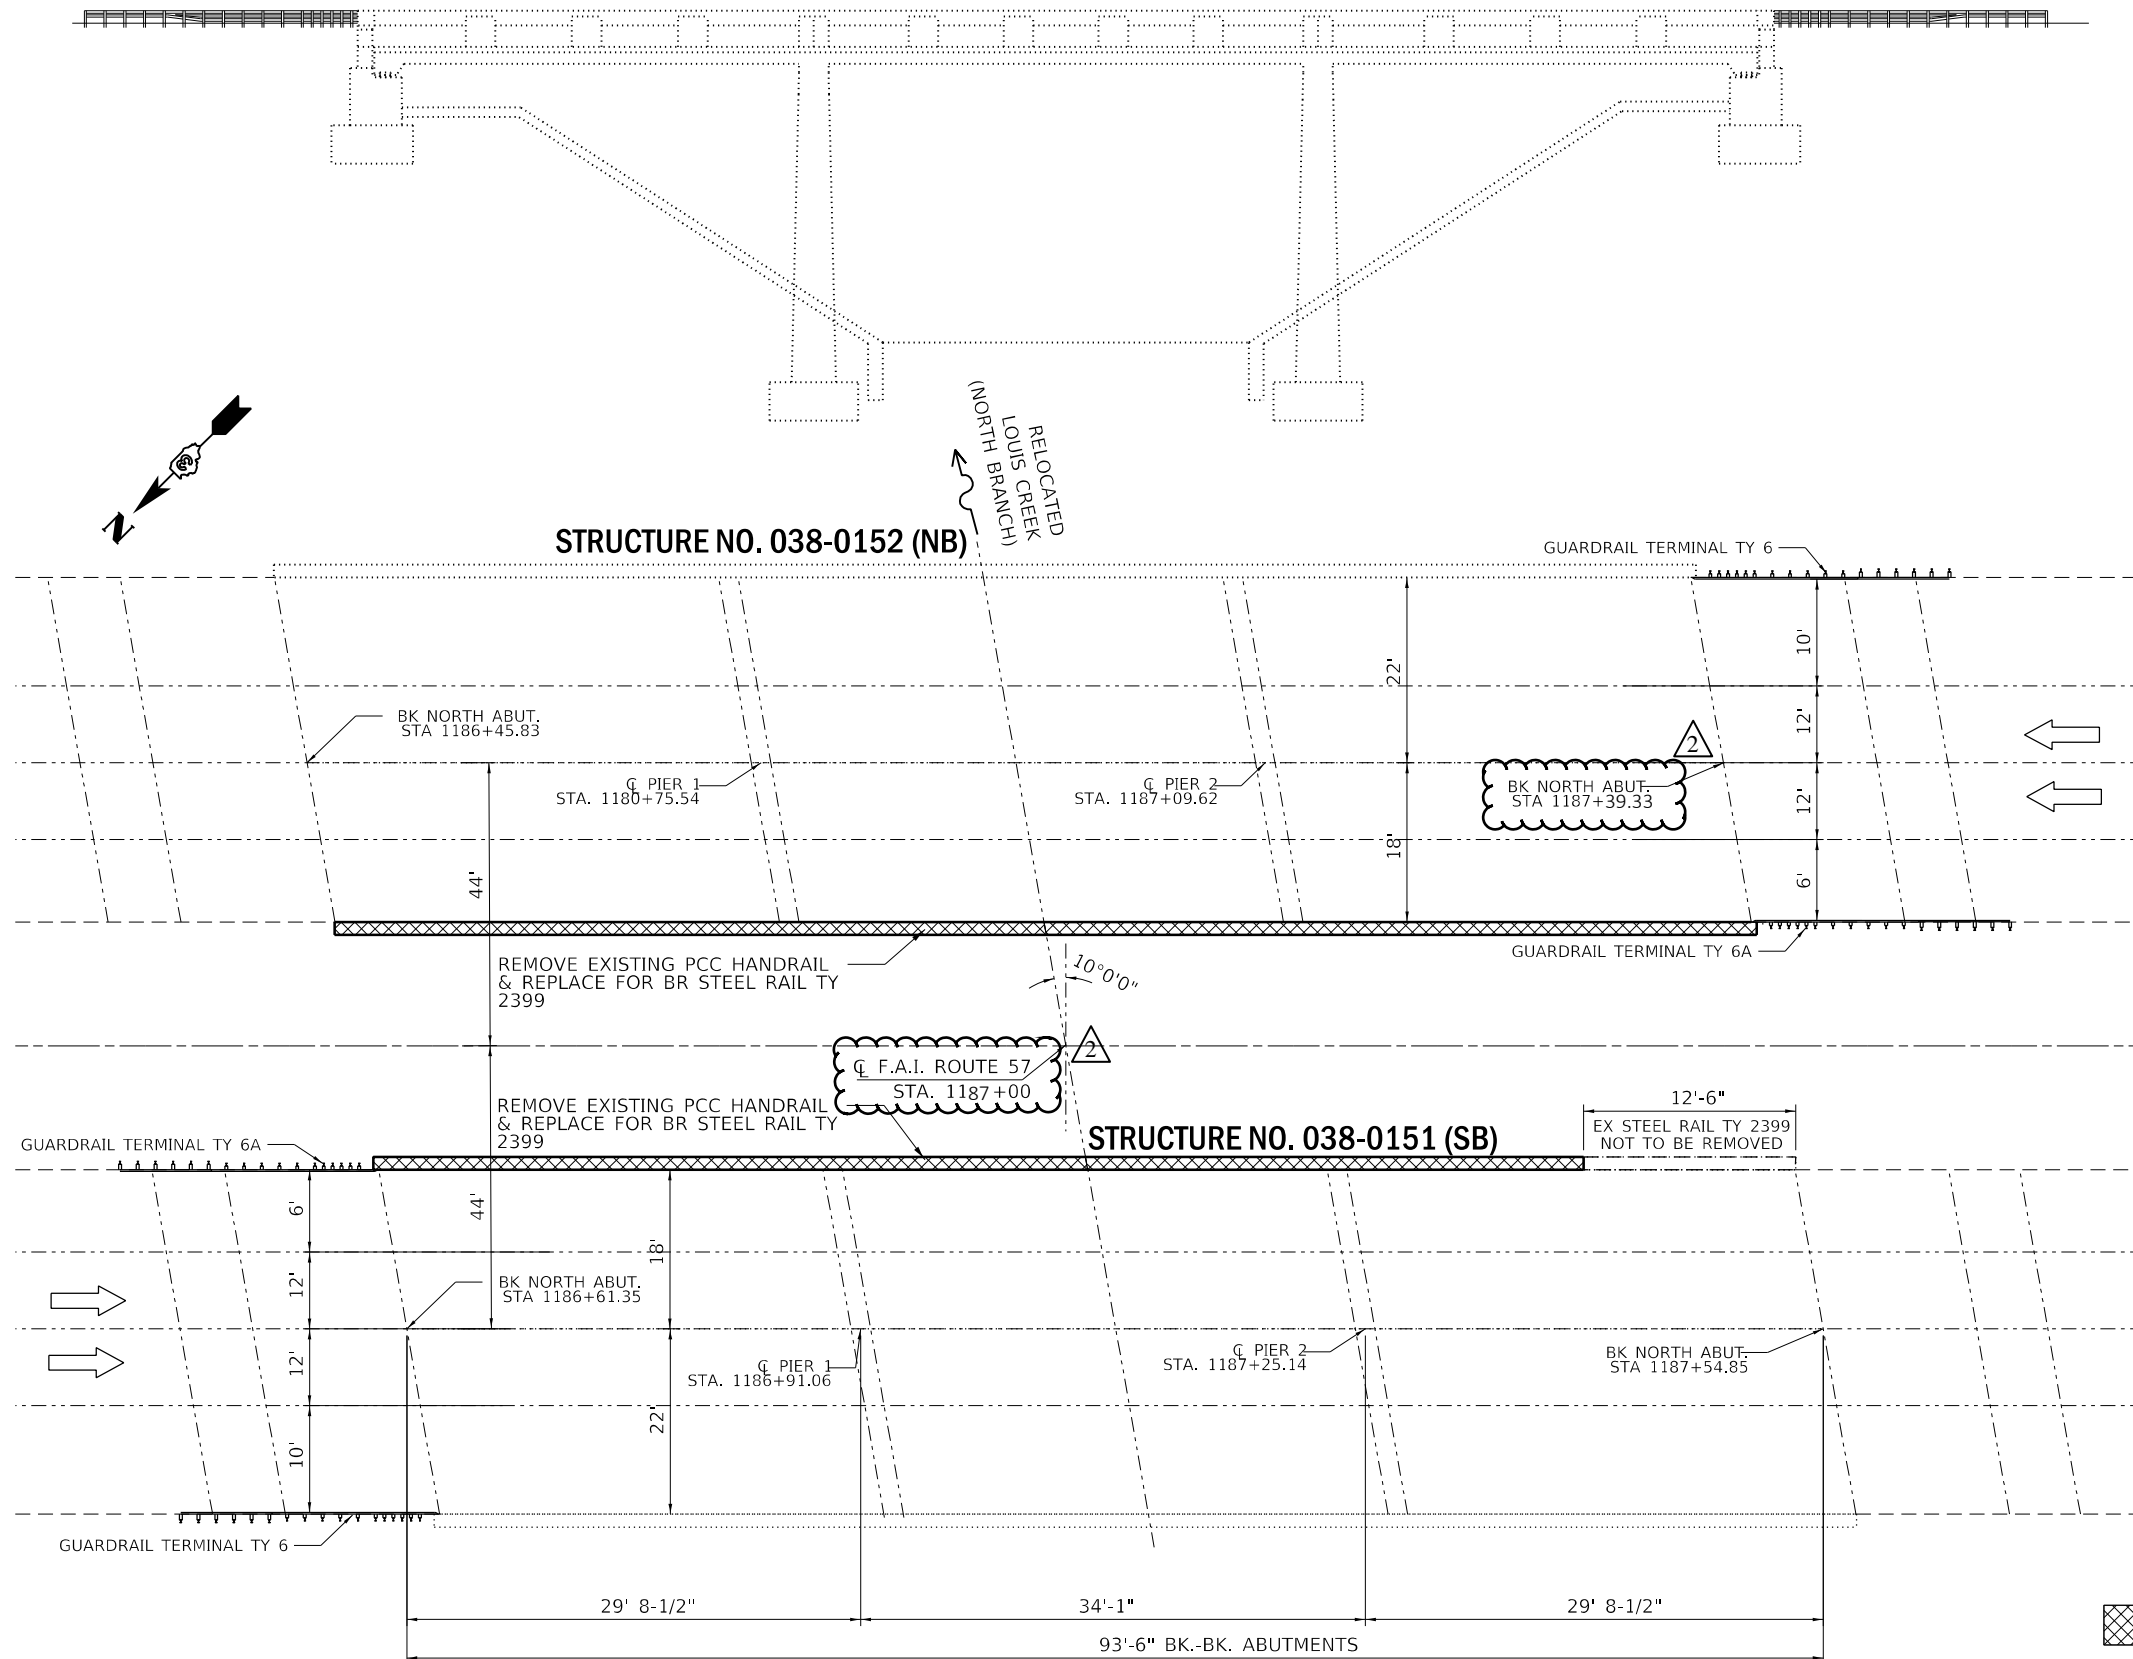 N
RELOCATED
LOUIS CREEK
(NORTH BRANCH)
STRUCTURE NO. 038-0152 (NB)
GUARDRAIL TERMINAL TY 6
10'
22'
12'
BK NORTH ABUT.
STA 1186+45.83
2
℄ PIER 1
STA. 1180+75.54
℄ PIER 2
STA. 1187+09.62
BK NORTH ABUT.
STA 1187+39.33
12'
18'
44'
6'
REMOVE EXISTING PCC HANDRAIL
& REPLACE FOR BR STEEL RAIL TY
2399
10°0'0"
GUARDRAIL TERMINAL TY 6A
℄ F.A.I. ROUTE 57
STA. 1187+00
2
REMOVE EXISTING PCC HANDRAIL
& REPLACE FOR BR STEEL RAIL TY
2399
12'-6"
EX STEEL RAIL TY 2399
NOT TO BE REMOVED
GUARDRAIL TERMINAL TY 6A
STRUCTURE NO. 038-0151 (SB)
6'
44'
18'
12'
BK NORTH ABUT.
STA 1186+61.35
12'
℄ PIER 1
STA. 1186+91.06
℄ PIER 2
STA. 1187+25.14
BK NORTH ABUT.
STA 1187+54.85
22'
10'
GUARDRAIL TERMINAL TY 6
29' 8-1/2"
34'-1"
29' 8-1/2"
93'-6" BK.-BK. ABUTMENTS